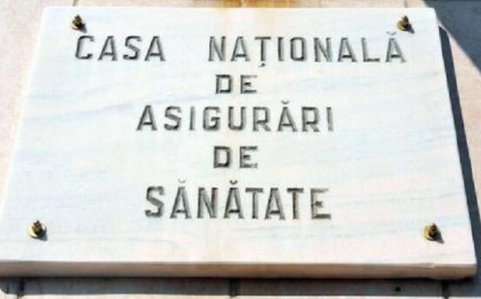 CASA NAȚIONALĂ
DE
ASIGURĂRI
DE
SĂNĂTATE